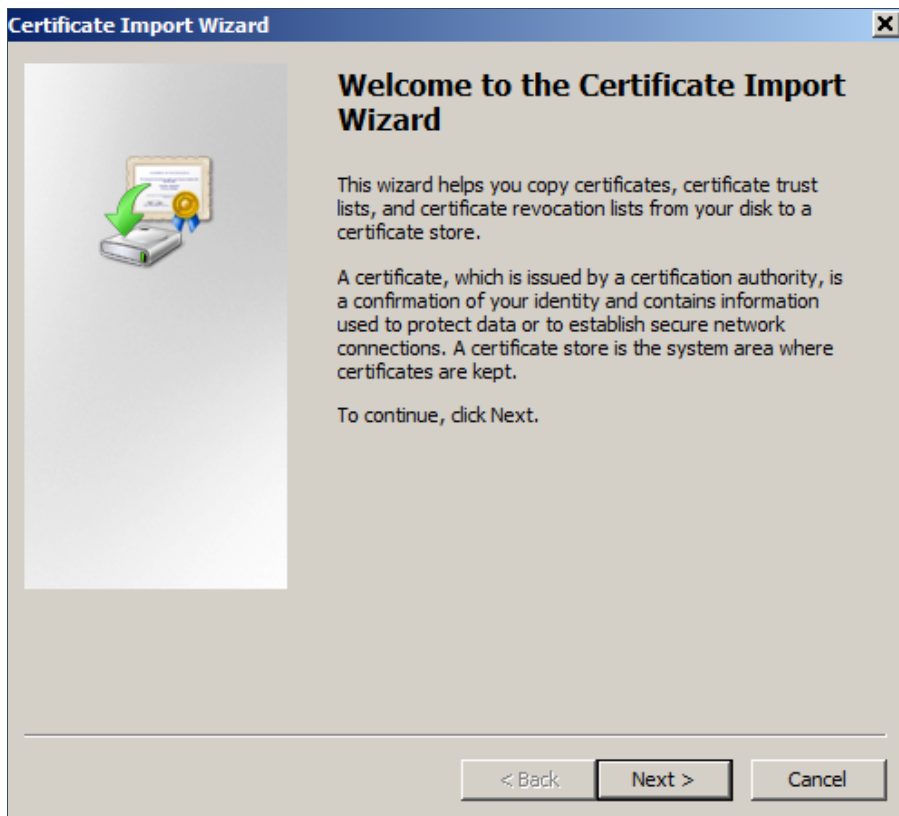 Certificate Import Wizard
Welcome to the Certificate Import
Wizard
This wizard helps you copy certificates, certificate trust
lists, and certificate revocation lists from your disk to a
certificate store.
A certificate, which is issued by a certification authority, is
a confirmation of your identity and contains information
used to protect data or to establish secure network
connections. A certificate store is the system area where
certificates are kept.
To continue, click Next.
< Back Next > Cancel